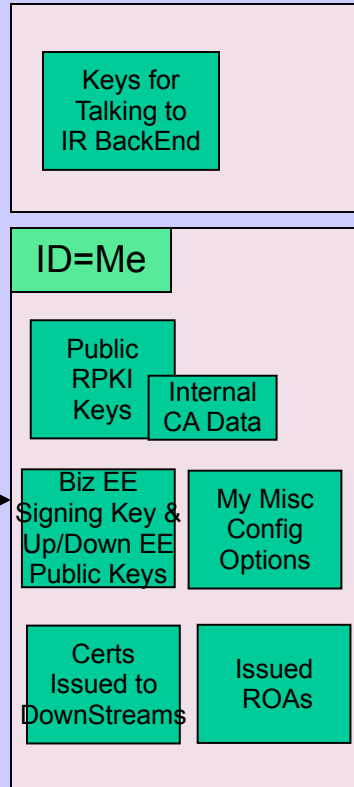 Keys for
Talking to
IR BackEnd
ID=Me
Public
RPKI
Keys
Internal
CA Data
Biz EE
Signing Key &
Up/Down EE
Public Keys
My Misc
Config
Options
Certs
Issued to
DownStreams
Issued
ROAs